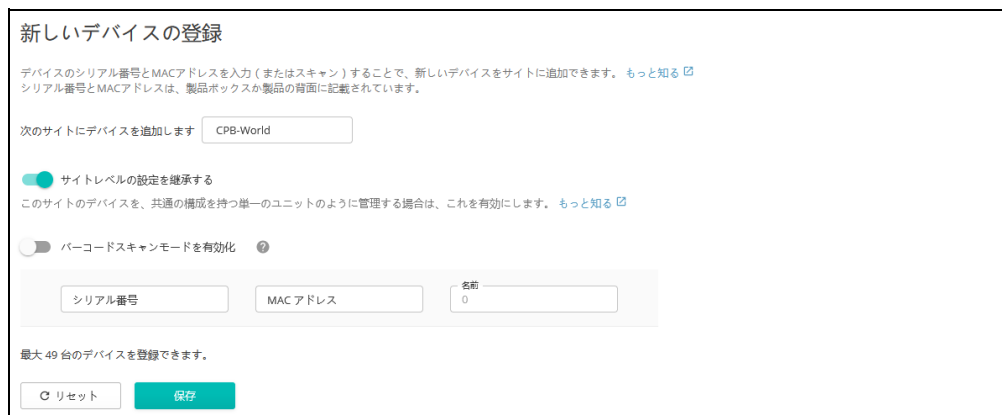 新しいデバイスの登録
デバイスのシリアル番号とMACアドレスを入力 ( またはスキャン ) することで、新しいデバイスをサイトに追加できます。 もっと知る
シリアル番号とMACアドレスは、製品ボックスか製品の背面に記載されています。
次のサイトにデバイスを追加します CPB-World
サイトレベルの設定を継承する
このサイトのデバイスを、共通の構成を持つ単一のユニットのように管理する場合は、これを有効にします。 もっと知る
バーコードスキャンモードを有効化 ?
名前
シリアル番号 MAC アドレス 0
最大 49 台のデバイスを登録できます。
リセット 保存